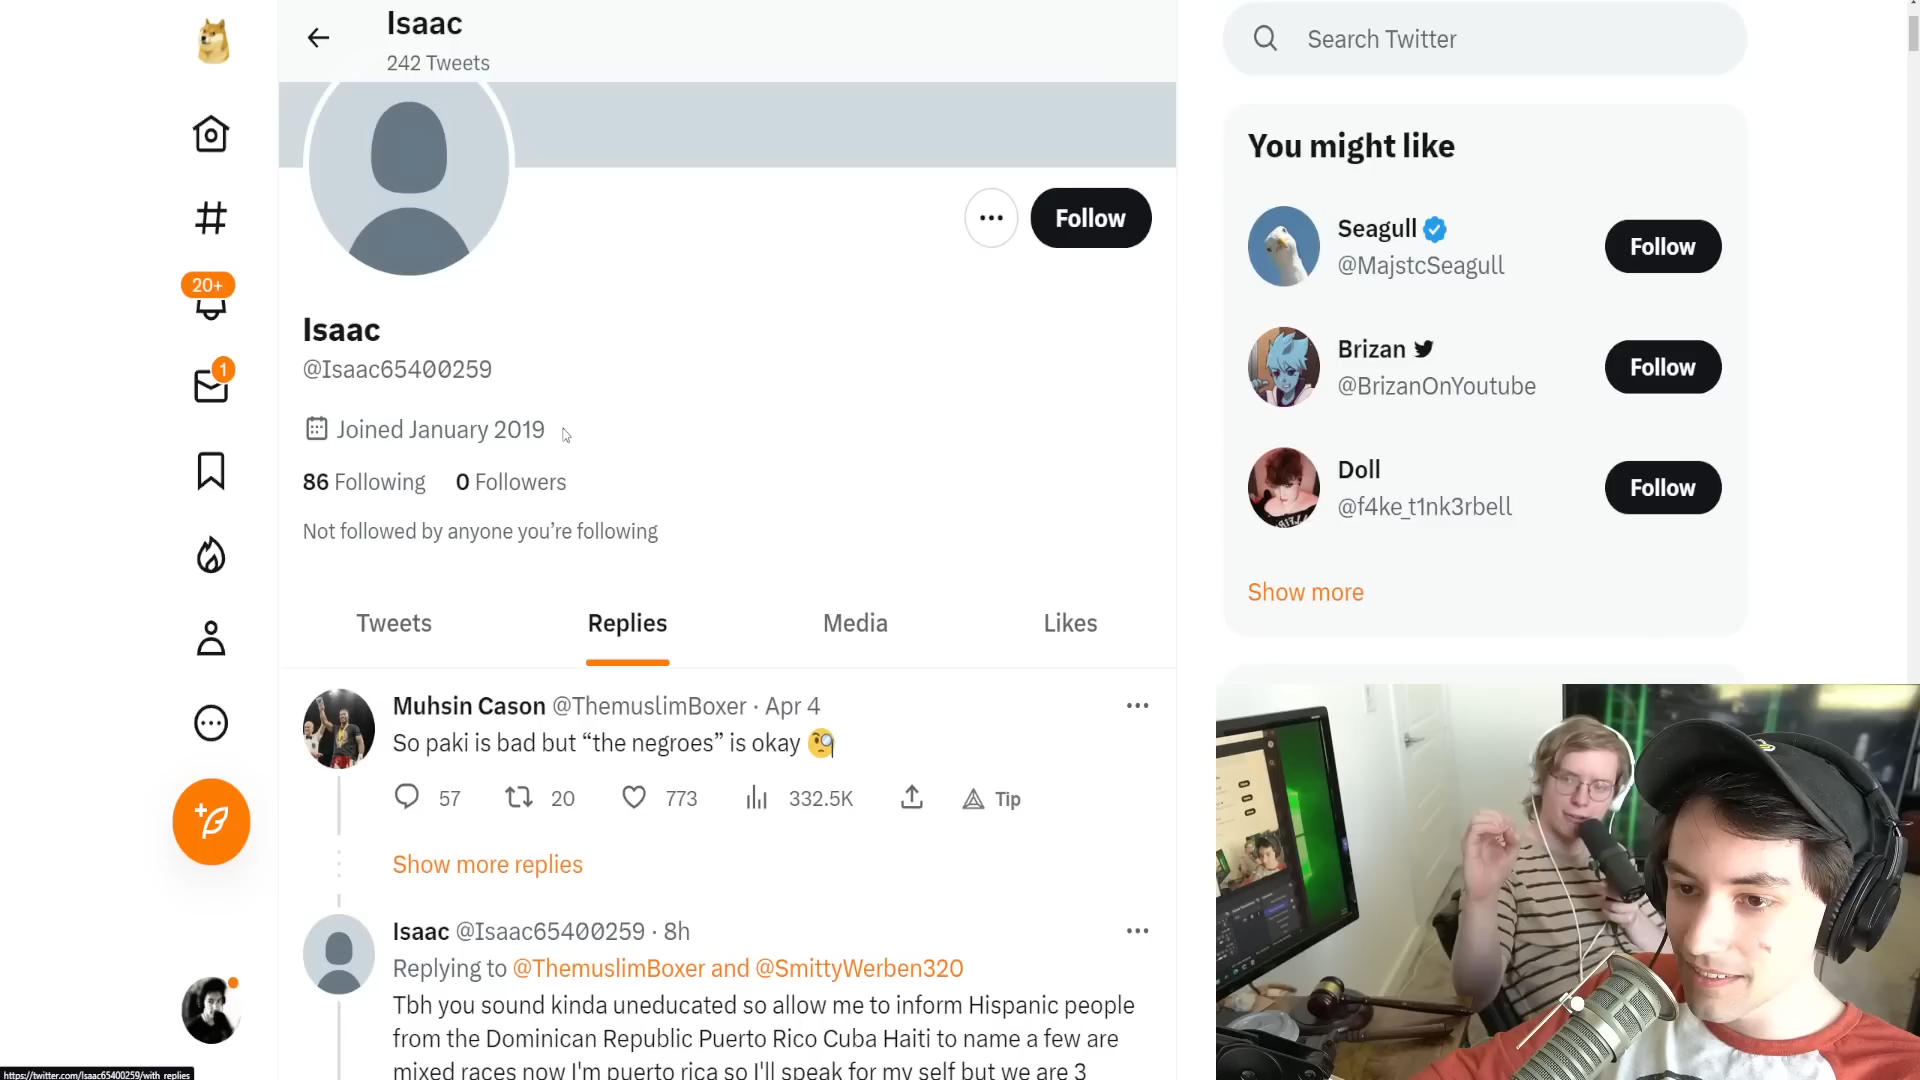 Isaac
242 Tweets
Search Twitter
You might like
Seagull
@MajstcSeagull
Follow
Follow
20+
Isaac
@Isaac65400259
Brizan
@BrizanOnYoutube
Follow
1
Joined January 2019
86 Following 0 Followers
Doll
@f4ke_t1nk3rbell
Follow
Not followed by anyone you’re following
Show more
Tweets Replies Media Likes
Muhsin Cason @ThemuslimBoxer · Apr 4
So paki is bad but “the negroes” is okay 🧐
57 20 773 332.5K Tip
Show more replies
Isaac @Isaac65400259 · 8h
Replying to @ThemuslimBoxer and @SmittyWerben320
Tbh you sound kinda uneducated so allow me to inform Hispanic people
from the Dominican Republic Puerto Rico Cuba Haiti to name a few are
mixed races now I'm puerto rica so I'll speak for my self but we are 3
https://twitter.com/Isaac65400259/with_replies